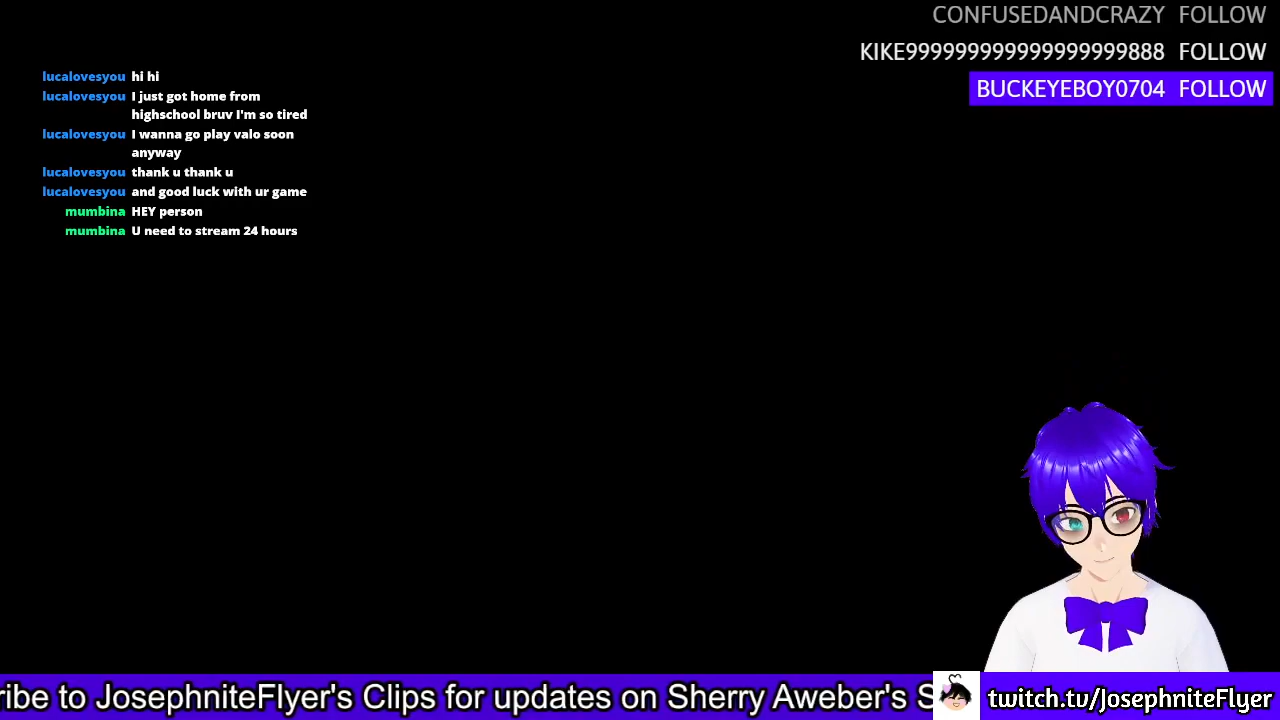 CONFUSEDANDCRAZY FOLLOW
KIKE999999999999999999888 FOLLOW
BUCKEYEBOY0704 FOLLOW
lucalovesyou hi hi
lucalovesyou I just got home from
highschool bruv I'm so tired
lucalovesyou I wanna go play valo soon
anyway
lucalovesyou thank u thank u
lucalovesyou and good luck with ur game
mumbina HEY person
mumbina U need to stream 24 hours
ribe to JosephniteFlyer's Clips for updates on Sherry Aweber's S
twitch.tv/JosephniteFlyer